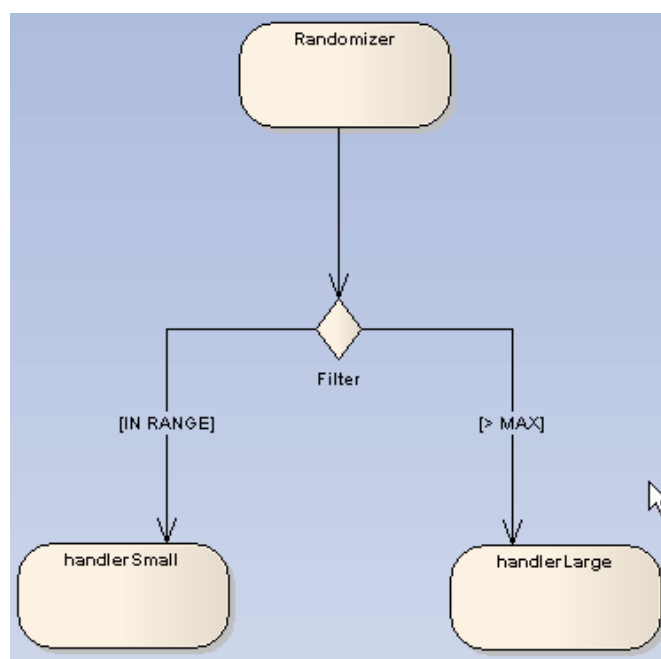 Randomizer
Filter
[IN RANGE]
[> MAX]
handlerSmall
handlerLarge